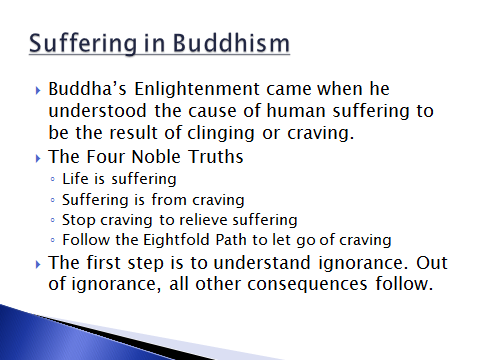 Suffering in Buddhism
Buddha's Enlightenment came when he
understood the cause of human suffering to
be the result of clinging or craving.
The Four Noble Truths
Life is suffering
Suffering is from craving
Stop craving to relieve suffering
Follow the Eightfold Path to let go of craving
The first step is to understand ignorance. Out
of ignorance, all other consequences follow.